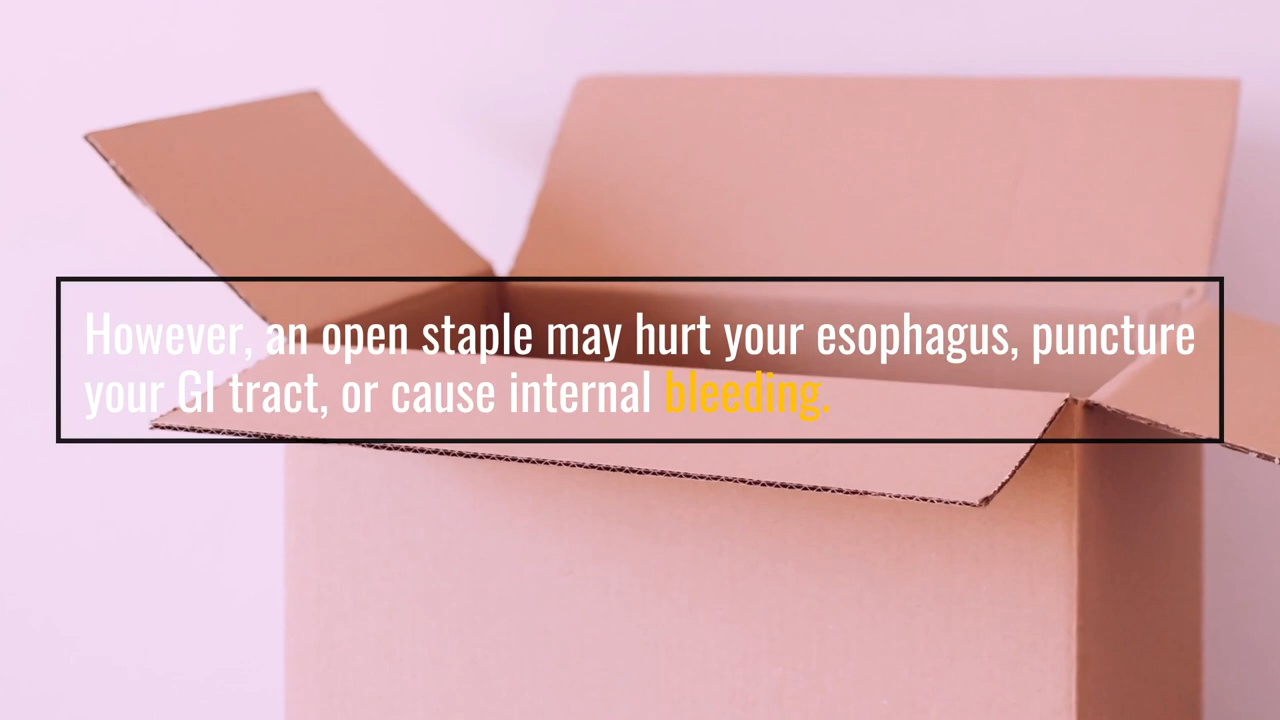 However, an open staple may hurt your esophagus, puncture
your GI tract, or cause internal bleeding.